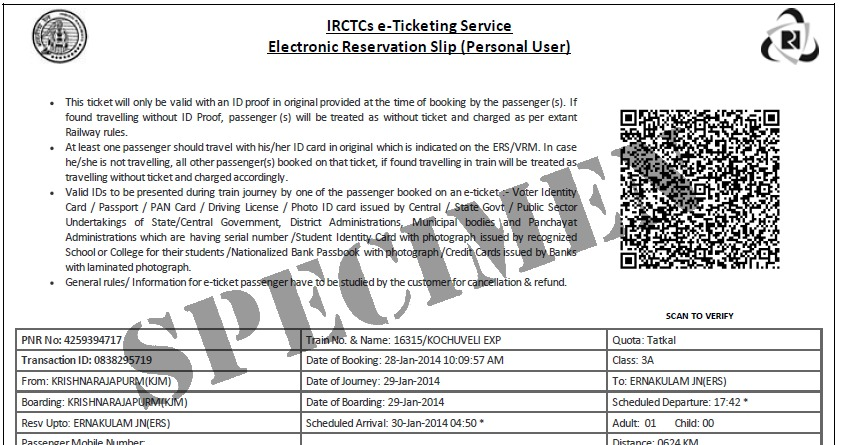 IRCTCs e-Ticketing Service
Electronic Reservation Slip (Personal User)
• This ticket will only be valid with an ID proof in original provided at the time of booking by the passenger (s). If
found travelling without ID Proof, passenger (s) will be treated as without ticket and charged as per extant
Railway rules.
• At least one passenger should travel with his/her ID card in original which is indicated on the ERS/VRM. In case
he/she is not travelling, all other passenger(s) booked on that ticket, if found travelling in train will be treated as
travelling without ticket and charged accordingly.
• Valid IDs to be presented during train journey by one of the passenger booked on an e-ticket :- Voter Identity
Card / Passport / PAN Card / Driving License / Photo ID card issued by Central / State Govt / Public Sector
Undertakings of State/Central Government, District Administrations, Municipal bodies and Panchayat
Administrations which are having serial number /Student Identity Card with photograph issued by recognized
School or College for their students /Nationalized Bank Passbook with photograph /Credit Cards issued by Banks
with laminated photograph.
• General rules/ Information for e-ticket passenger have to be studied by the customer for cancellation & refund.
SPECIMEN
SCAN TO VERIFY
PNR No: 4259394717 Train No. & Name: 16315/KOCHUVELI EXP Quota: Tatkal
Transaction ID: 0838295719 Date of Booking: 28-Jan-2014 10:09:57 AM Class: 3A
From: KRISHNARAJAPURM(KJM) Date of Journey: 29-Jan-2014 To: ERNAKULAM JN(ERS)
Boarding: KRISHNARAJAPURM(KJM) Date of Boarding: 29-Jan-2014 Scheduled Departure: 17:42 *
Resv Upto: ERNAKULAM JN(ERS) Scheduled Arrival: 30-Jan-2014 04:50 * Adult: 01 Child: 00
Passenger Mobile Number: Distance: 0624 KM